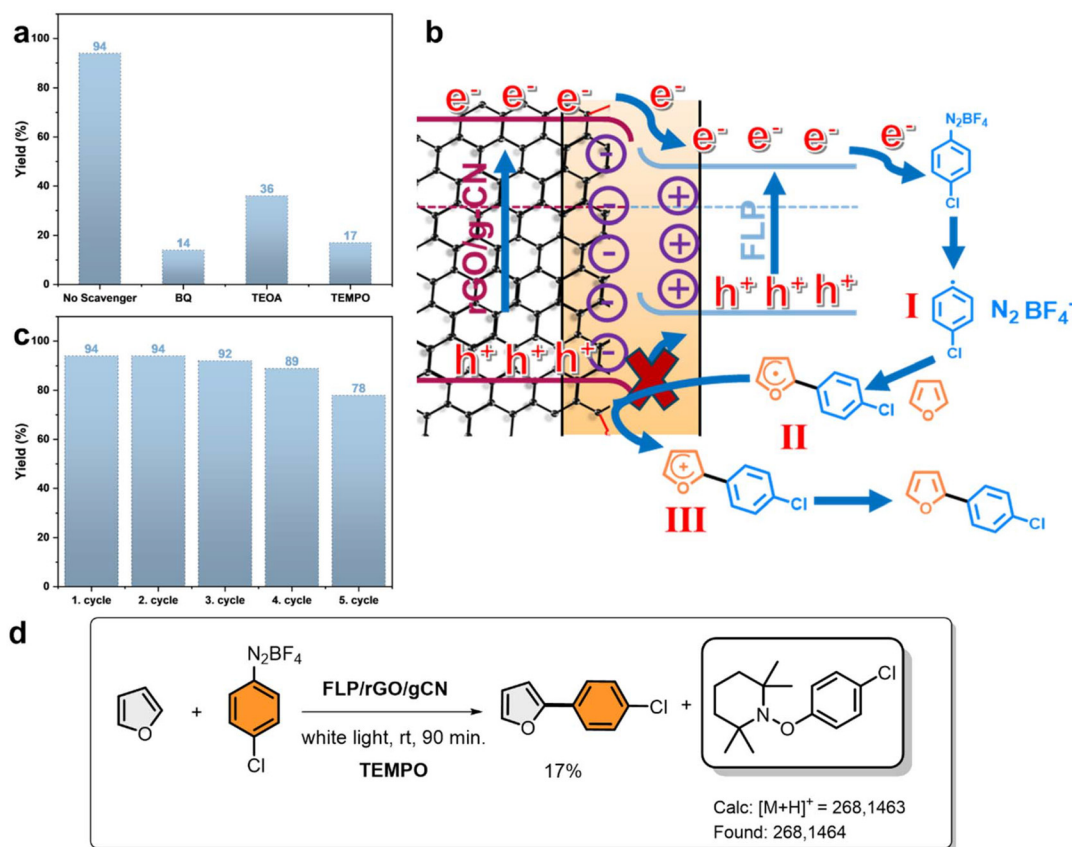 a
Yield (%)
100
80
60
40
20
0
94
14
36
17
No Scavenger
BQ
TEOA
TEMPO
b
e⁻ e⁻ e⁻ e⁻
e⁻ e⁻ e⁻ e⁻
N₂BF₄
Cl
rGO/g-CN
FLP
- - - - - -
+ + +
h⁺ h⁺ h⁺
h⁺ h⁺ h⁺
I
Cl
N₂ BF₄⁻
O
Cl
O
II
O
Cl
III
O
Cl
c
Yield (%)
100
80
60
40
20
0
94
94
92
89
78
1. cycle
2. cycle
3. cycle
4. cycle
5. cycle
d
O
+
N₂BF₄
Cl
FLP/rGO/gCN
white light, rt, 90 min.
TEMPO
O
Cl
17%
+
N
O
Cl
Calc: [M+H]⁺ = 268,1463
Found: 268,1464